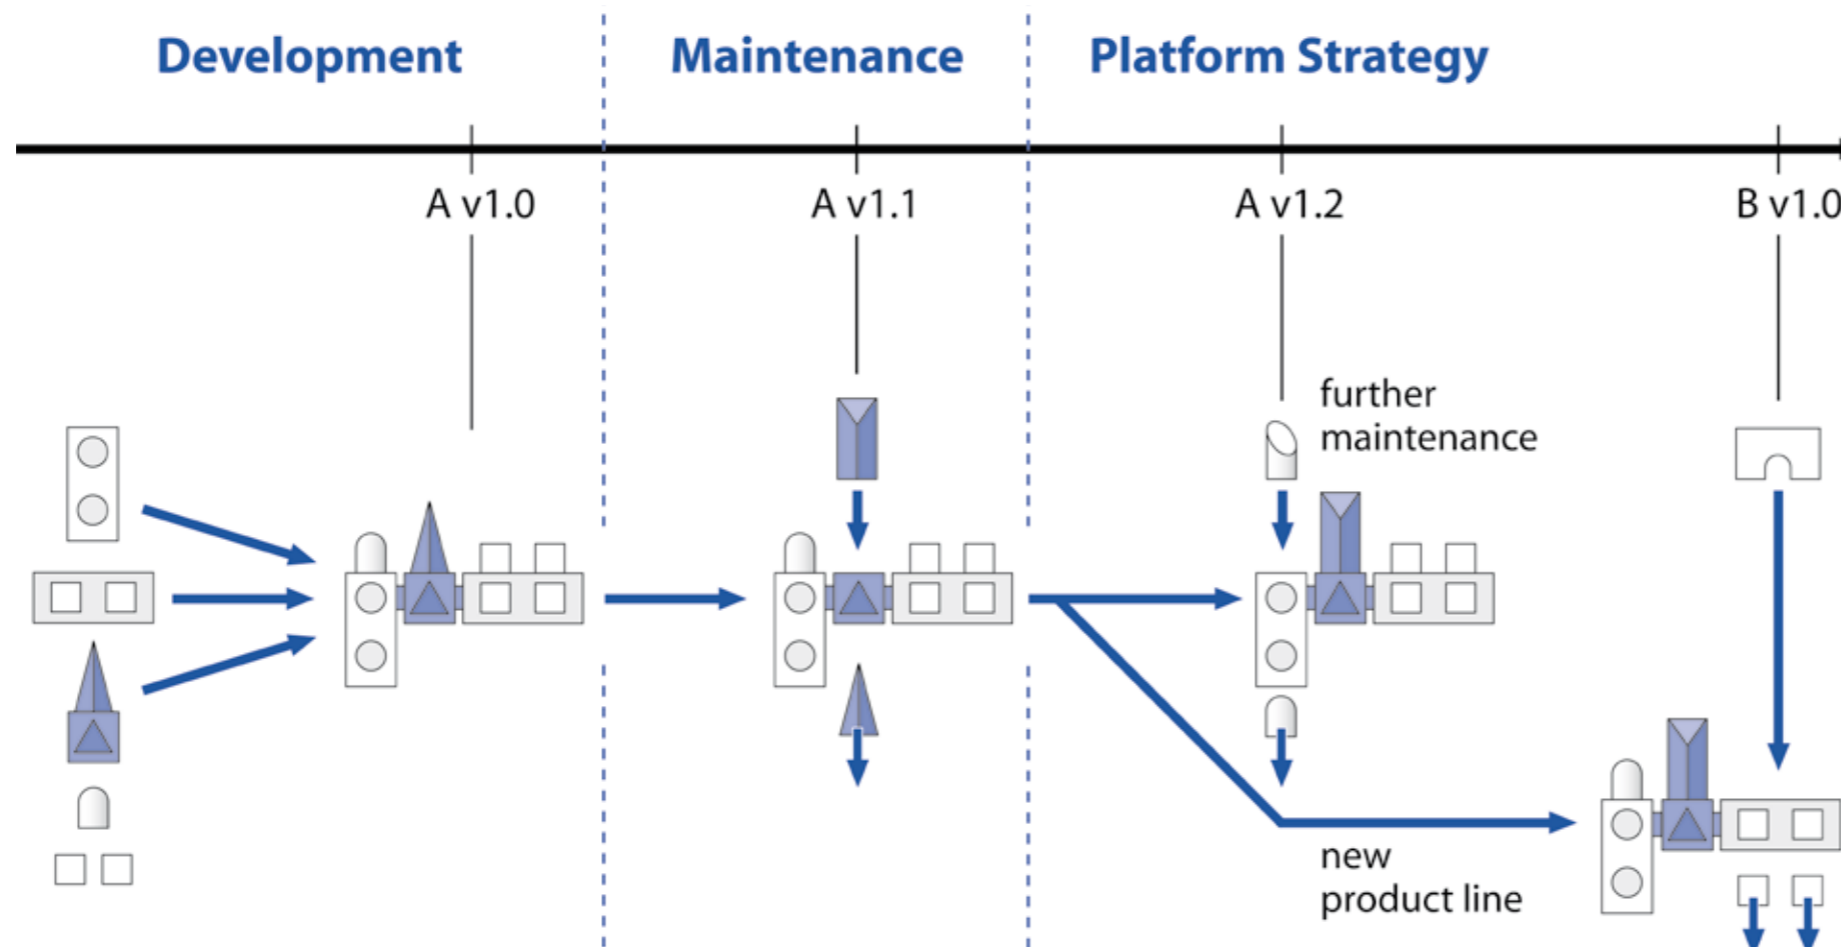 Development
Maintenance
Platform Strategy
A v1.0
A v1.1
A v1.2
B v1.0
further
maintenance
new
product line